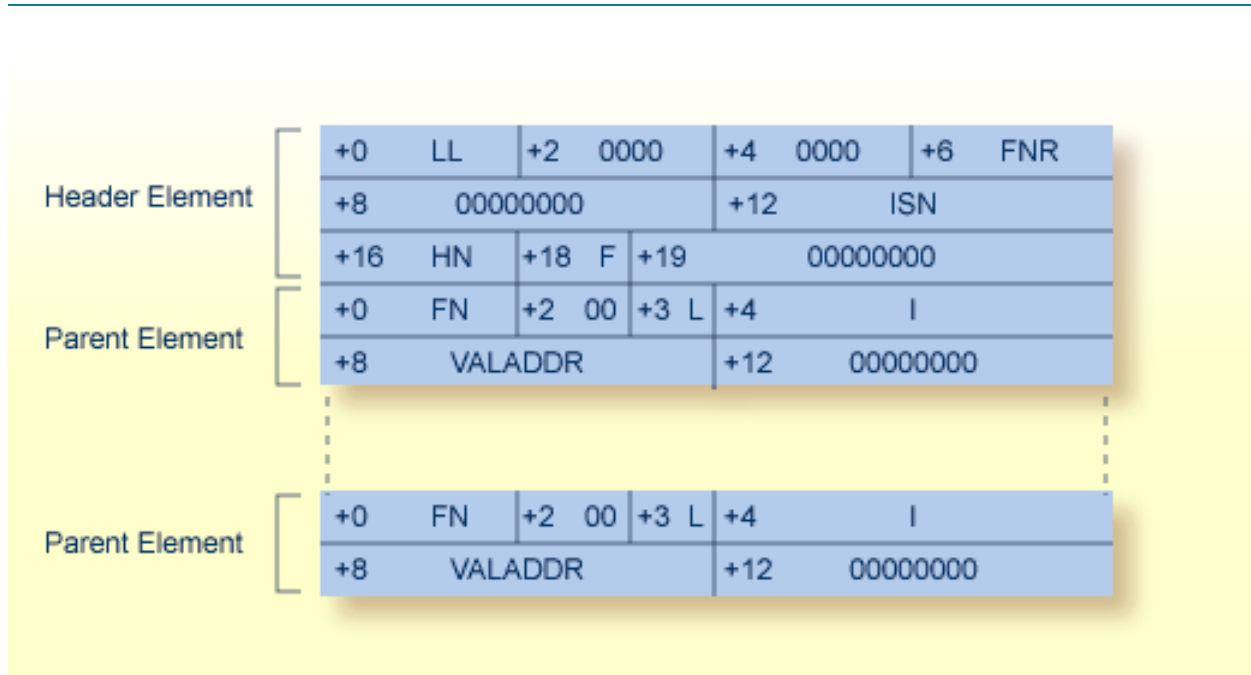 +0 LL +2 0000 +4 0000 +6 FNR
Header Element +8 00000000 +12 ISN
+16 HN +18 F +19 00000000
+0 FN +2 00 +3 L +4 I
Parent Element
+8 VALADDR +12 00000000
+0 FN +2 00 +3 L +4 I
Parent Element
+8 VALADDR +12 00000000